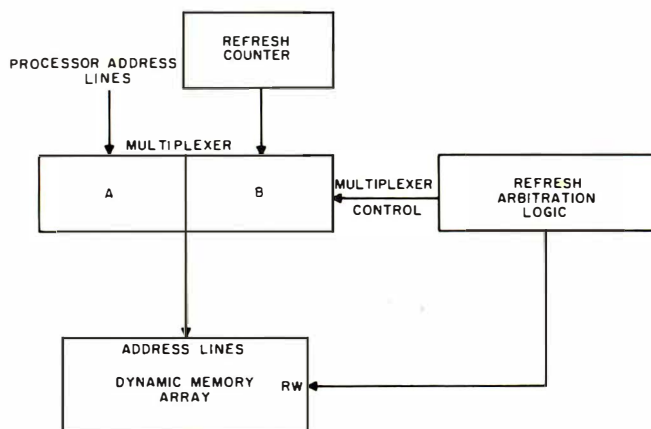 REFRESH
COUNTER
PROCESSOR ADDRESS
LINES
MULTIPLEXER
A
B
MULTIPLEXER
CONTROL
REFRESH
ARBITRATION
LOGIC
ADDRESS LINES
DYNAMIC MEMORY
ARRAY
RW